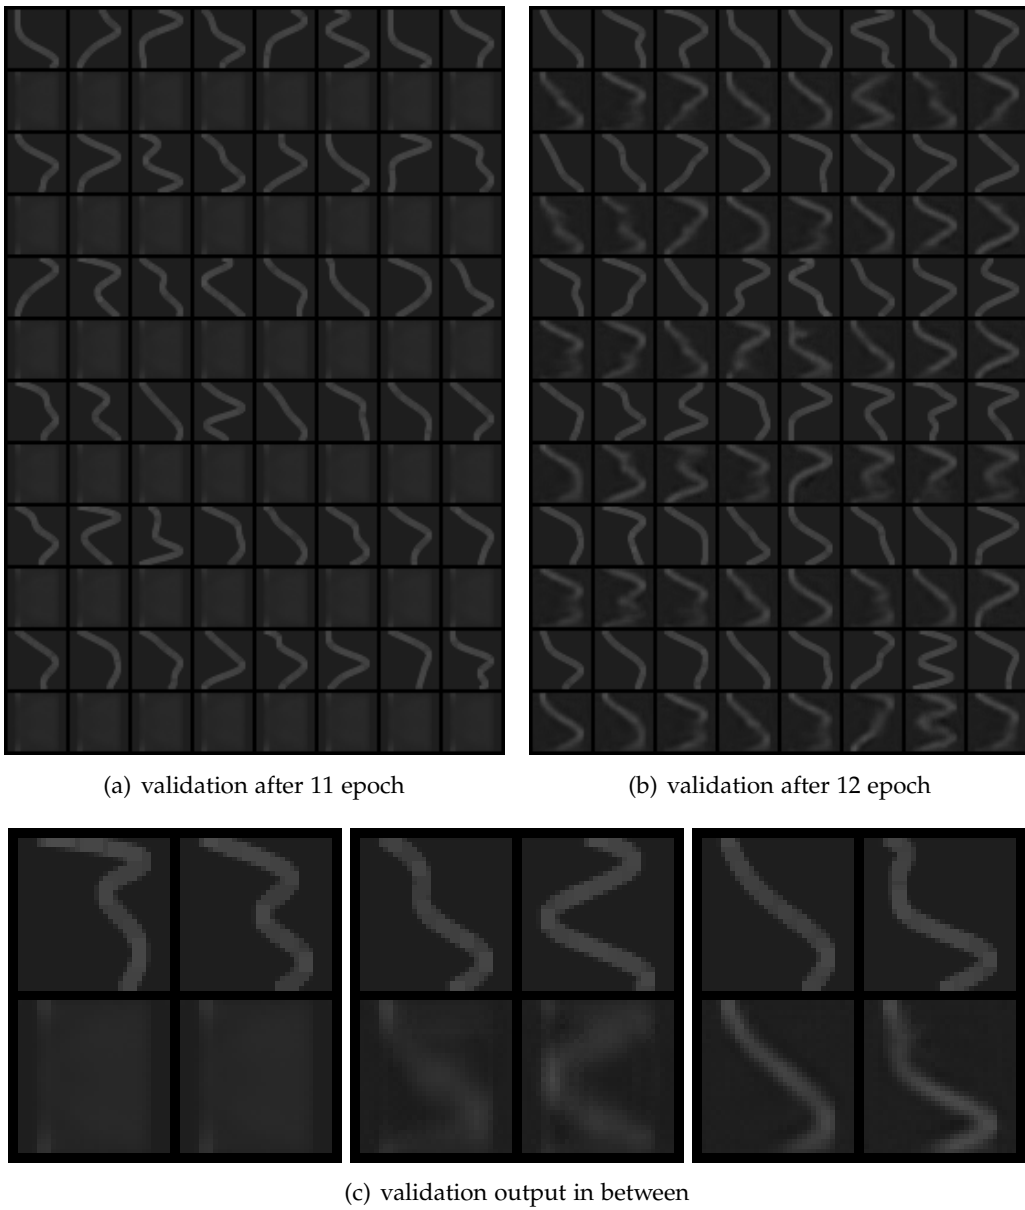 (a) validation after 11 epoch
(b) validation after 12 epoch
(c) validation output in between